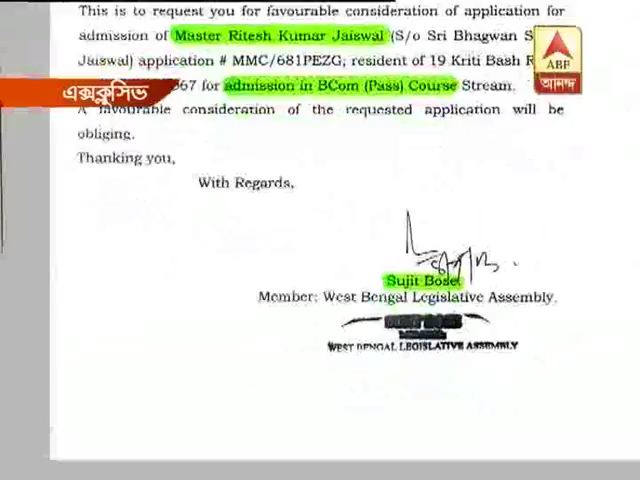 This is to request you for favourable consideration of application for
admission of Master Ritesh Kumar Jaiswal (S/o Sri Bhagwan
Jaiswal) application # MMC/681PEZG, resident of 19 Kriti Bash
67 for admission in BCom (Pass) Course Stream.
A favourable consideration of the requested application will be
obliging.
Thanking you,
With Regards,
Sujit Bose
Member: West Bengal Legislative Assembly.
WEST BENGAL LEGISLATIVE ASSEMBLY
এক্সক্লুসিভ
ABP
আনন্দ